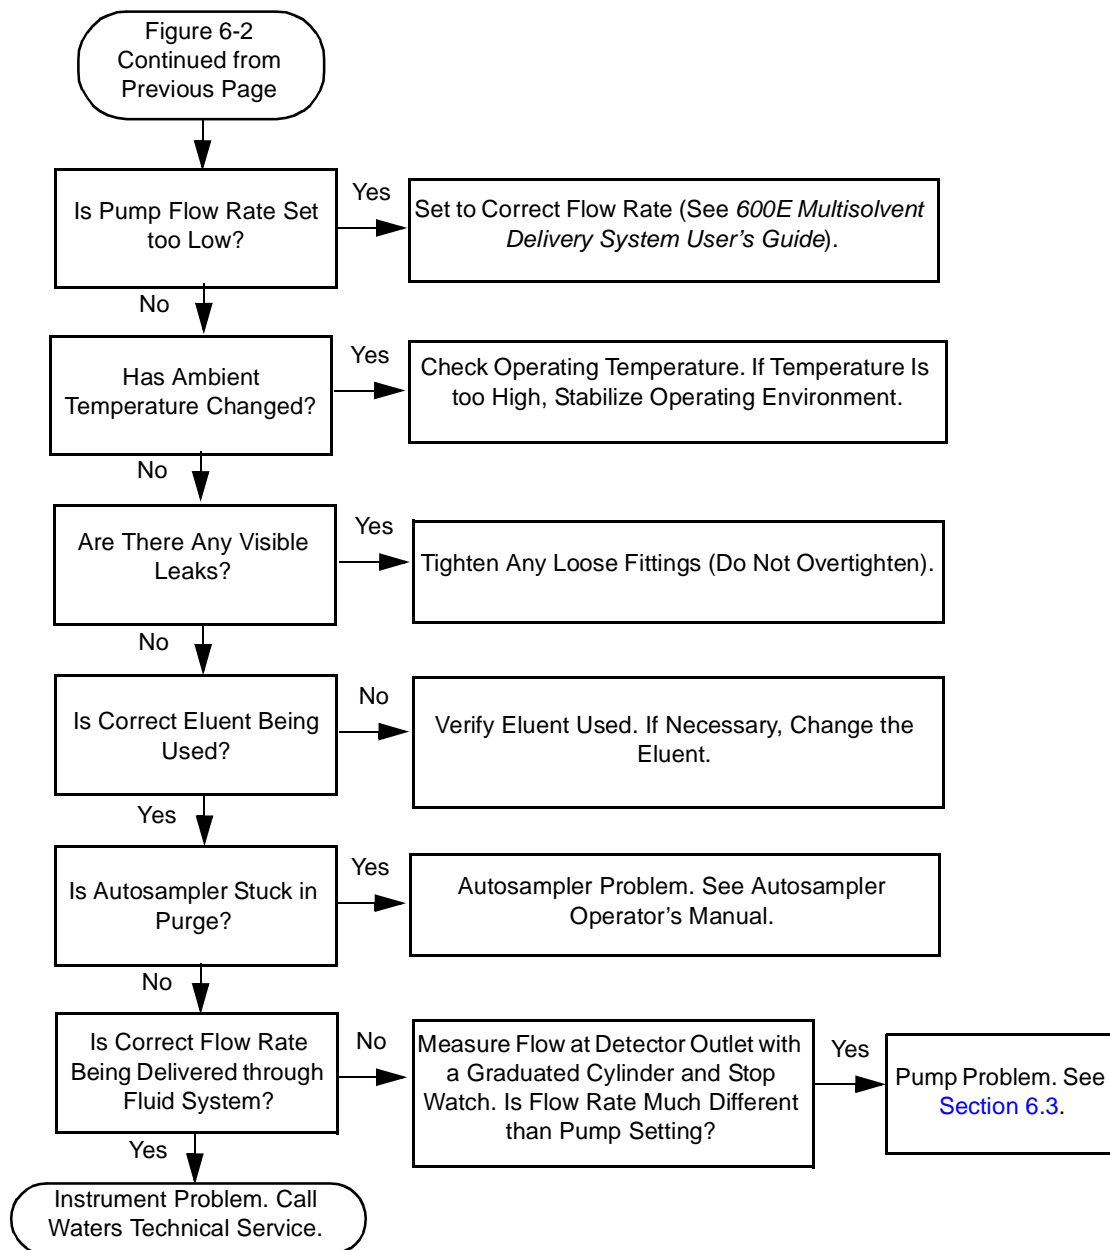 Figure 6-2
Continued from
Previous Page
Is Pump Flow Rate Set
too Low?
Yes
Set to Correct Flow Rate (See 600E Multisolvent
Delivery System User's Guide).
No
Has Ambient
Temperature Changed?
Yes
Check Operating Temperature. If Temperature Is
too High, Stabilize Operating Environment.
No
Are There Any Visible
Leaks?
Yes
Tighten Any Loose Fittings (Do Not Overtighten).
No
Is Correct Eluent Being
Used?
No
Verify Eluent Used. If Necessary, Change the
Eluent.
Yes
Is Autosampler Stuck in
Purge?
Yes
Autosampler Problem. See Autosampler
Operator's Manual.
No
Is Correct Flow Rate
Being Delivered through
Fluid System?
No
Measure Flow at Detector Outlet with
a Graduated Cylinder and Stop
Watch. Is Flow Rate Much Different
than Pump Setting?
Yes
Pump Problem. See
Section 6.3.
Yes
Instrument Problem. Call
Waters Technical Service.